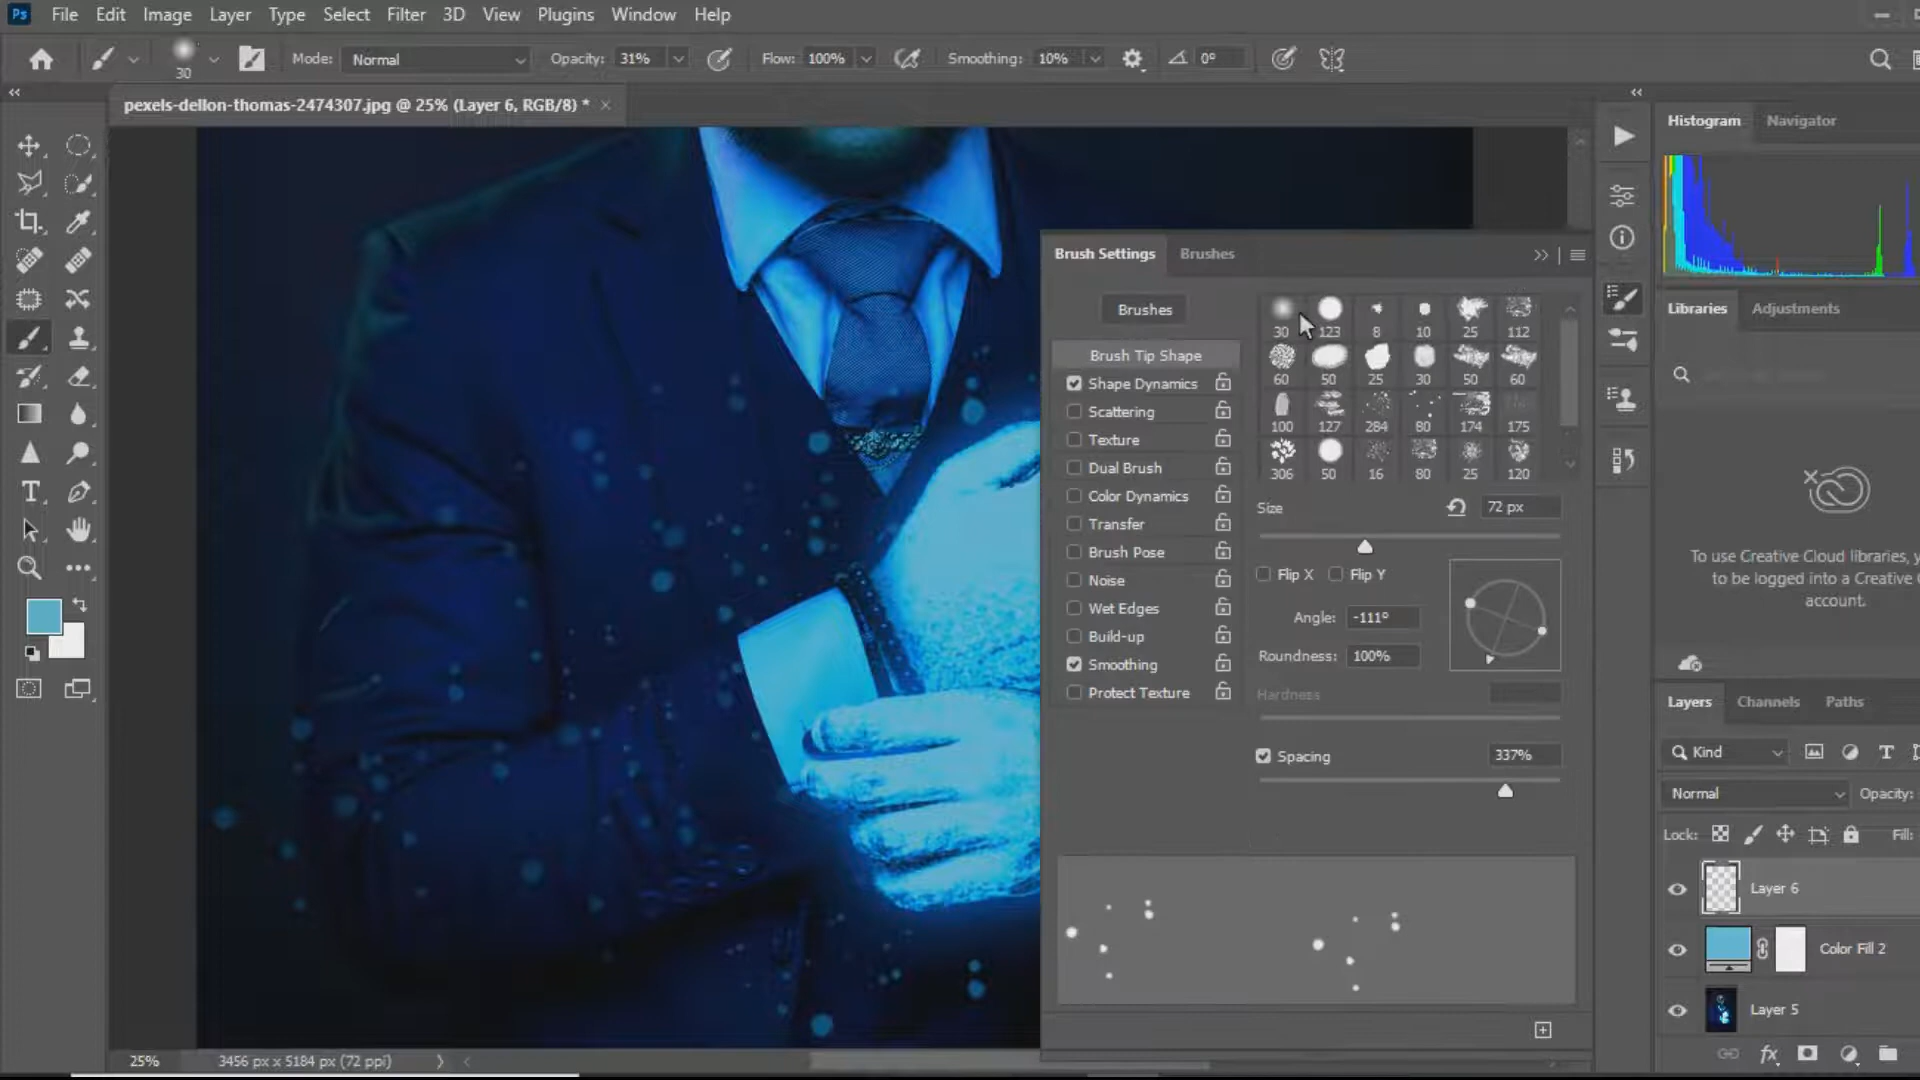 Ps File Edit Image Layer Type Select Filter 3D View Plugins Window Help
30 Mode: Normal Opacity: 31% Flow: 100% Smoothing: 10% 0°
pexels-dellon-thomas-2474307.jpg @ 25% (Layer 6, RGB/8) * ×
Histogram Navigator
Brush Settings Brushes
Brushes
30 123 8 10 25 112
60 50 25 30 50 60
100 127 284 80 174 175
306 50 16 80 25 120
Brush Tip Shape
Shape Dynamics
Scattering
Texture
Dual Brush
Color Dynamics
Transfer
Brush Pose
Noise
Wet Edges
Build-up
Smoothing
Protect Texture
Size 72 px
Flip X Flip Y
Angle: -111°
Roundness: 100%
Hardness
Spacing 337%
Libraries Adjustments
To use Creative Cloud libraries, y
to be logged into a Creative C
account.
Layers Channels Paths
Kind
Normal Opacity:
Lock: Fill:
Layer 6
Color Fill 2
Layer 5
25% 3456 px x 5184 px (72 ppi)